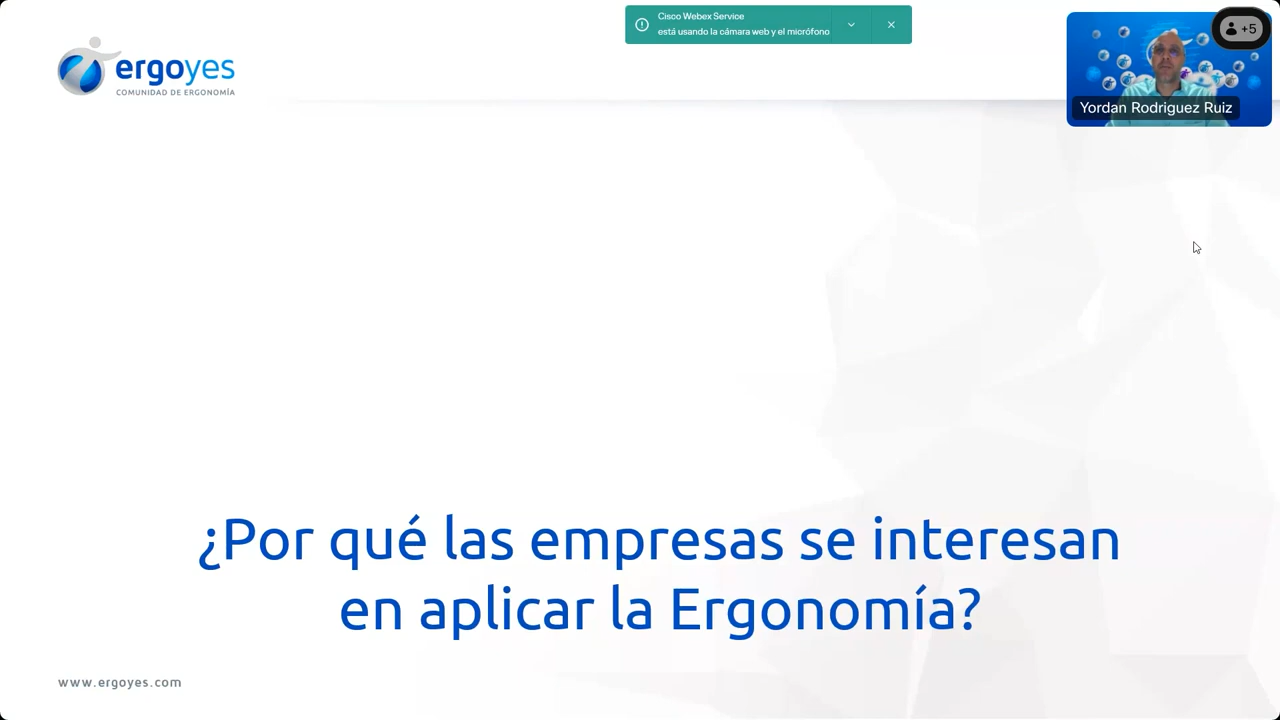 Cisco Webex Service
está usando la cámara web y el micrófono
+5
ergoyes
COMUNIDAD DE ERGONOMÍA
Yordan Rodriguez Ruiz
¿Por qué las empresas se interesan
en aplicar la Ergonomía?
www.ergoyes.com